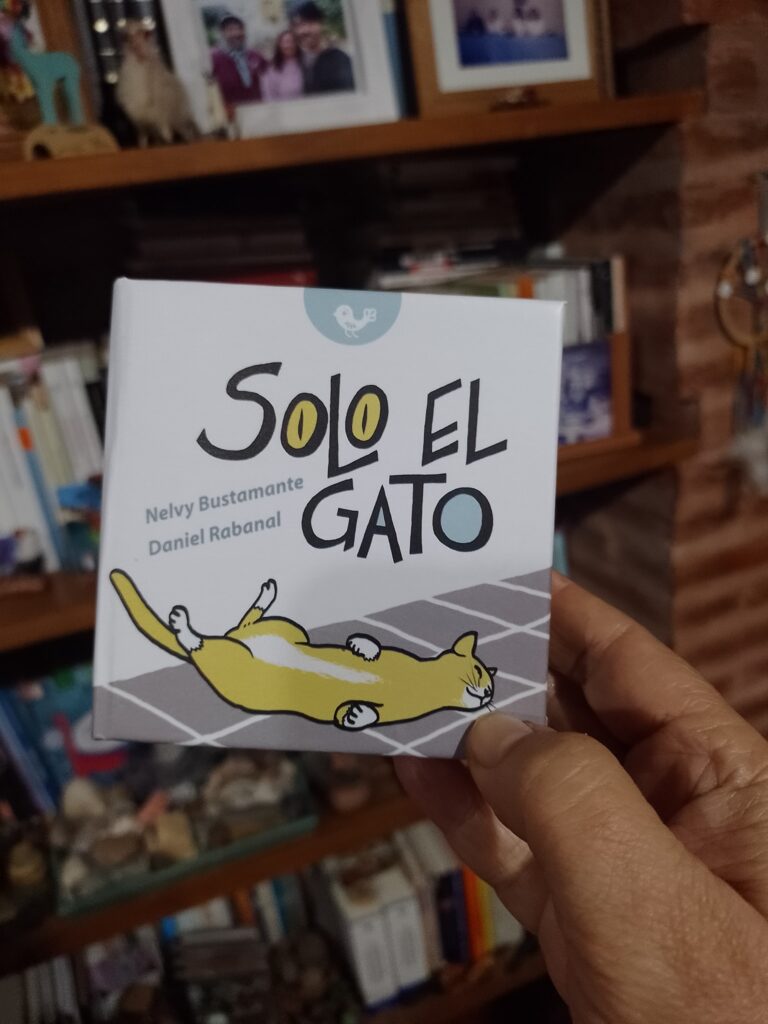 SOLO EL
GATO
Nelvy Bustamante
Daniel Rabanal